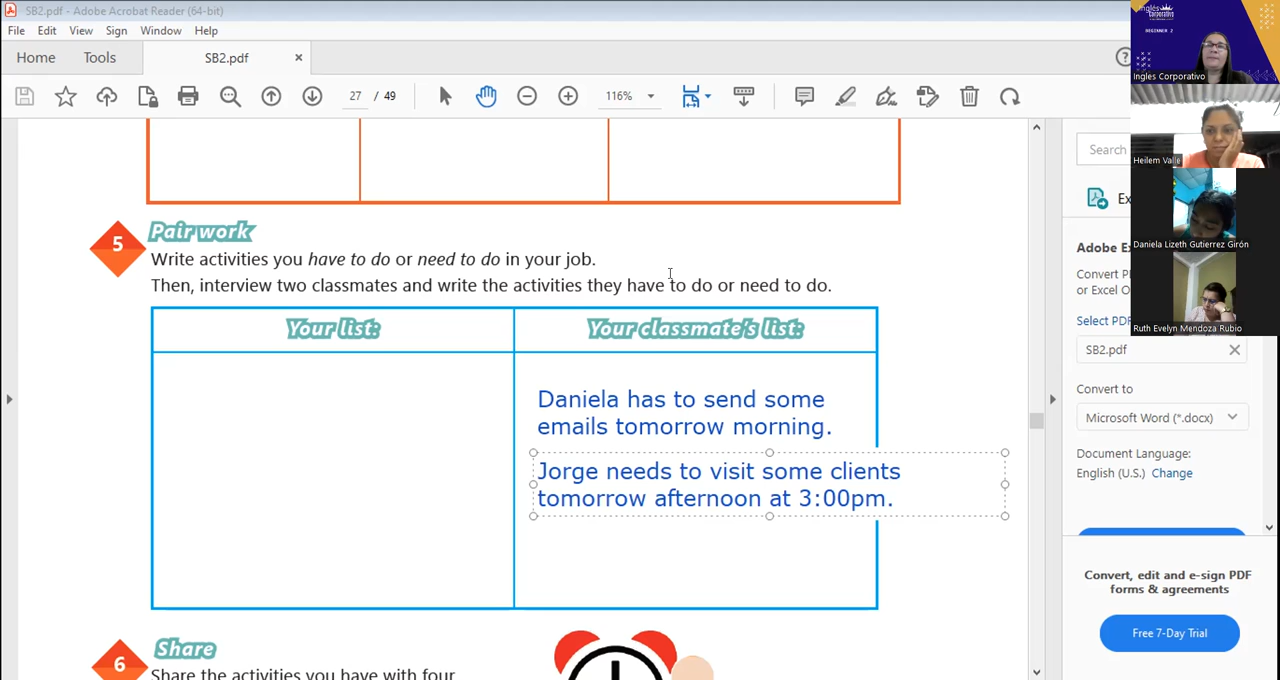 SB2.pdf - Adobe Acrobat Reader (64-bit)
File Edit View Sign Window Help
Home Tools SB2.pdf ×
27 / 49 116%
5 Pair work
Write activities you have to do or need to do in your job.
Then, interview two classmates and write the activities they have to do or need to do.
Your list: Your classmate's list:
Daniela has to send some
emails tomorrow morning.
Jorge needs to visit some clients
tomorrow afternoon at 3:00pm.
6 Share
Share the activities you have with four
Inglés
Corporativo
BEGINNER 2
Ingles Corporativo
Heilem Valle
Daniela Lizeth Gutierrez Girón
Ruth Evelyn Mendoza Rubio
Search
Ex
Adobe Ex
Convert P
or Excel O
Select PDF
SB2.pdf
Convert to
Microsoft Word (*.docx)
Document Language:
English (U.S.) Change
Convert, edit and e-sign PDF
forms & agreements
Free 7-Day Trial